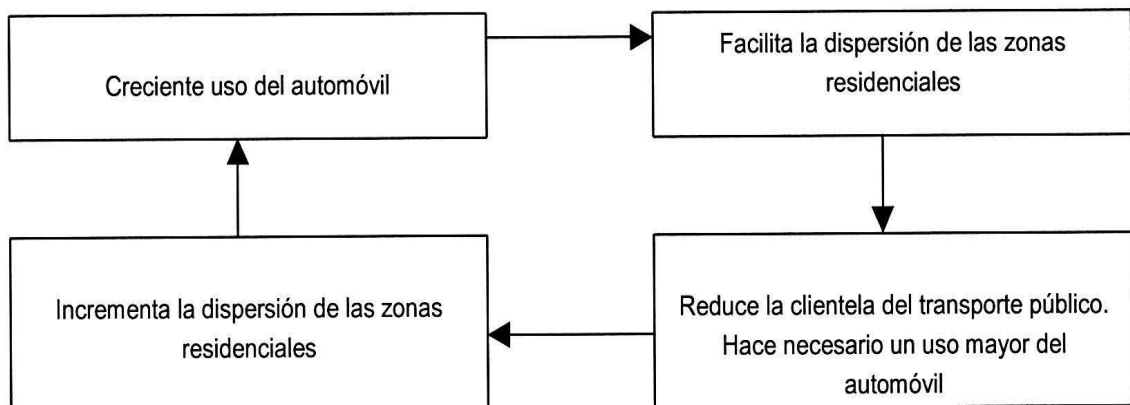 Creciente uso del automóvil
Facilita la dispersión de las zonas
residenciales
Reduce la clientela del transporte público.
Hace necesario un uso mayor del
automóvil
Incrementa la dispersión de las zonas
residenciales